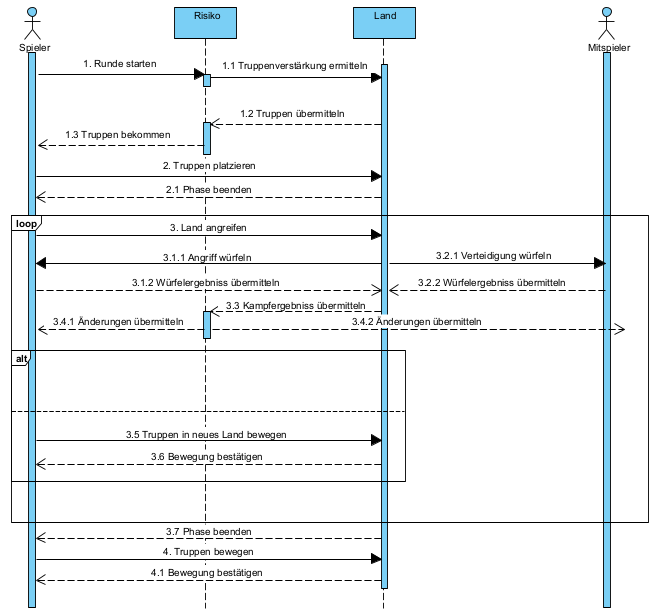 Risiko
Land
Spieler
Mitspieler
1. Runde starten
1.1 Truppenverstärkung ermitteln
1.2 Truppen übermitteln
1.3 Truppen bekommen
2. Truppen platzieren
2.1 Phase beenden
loop
3. Land angreifen
3.1.1 Angriff würfeln
3.2.1 Verteidigung würfeln
3.1.2 Würfelergebniss übermitteln
3.2.2 Würfelergebniss übermitteln
3.3 Kampfergebniss übermitteln
3.4.1 Änderungen übermitteln
3.4.2 Änderungen übermitteln
alt
3.5 Truppen in neues Land bewegen
3.6 Bewegung bestätigen
3.7 Phase beenden
4. Truppen bewegen
4.1 Bewegung bestätigen